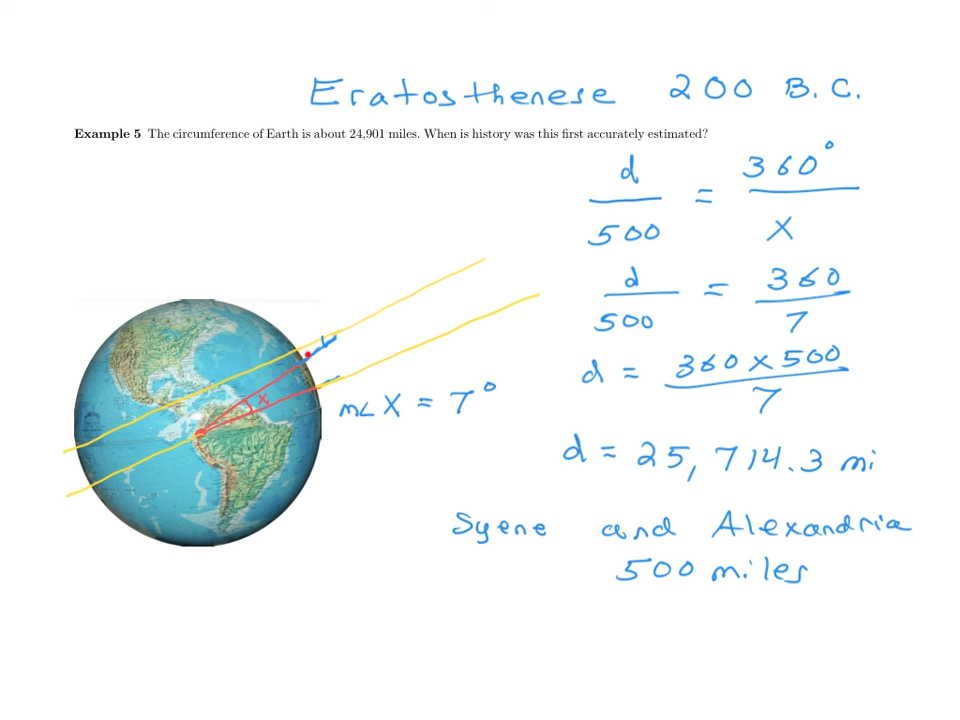 Eratosthenese 200 B.C.
Example 5 The circumference of Earth is about 24,901 miles. When is history was this first accurately estimated?
d/500 = 360°/x
d/500 = 360/7
x
m∠X = 7°
d = 360 x 500/7
d = 25,714.3 mi
Syene and Alexandria
500 miles